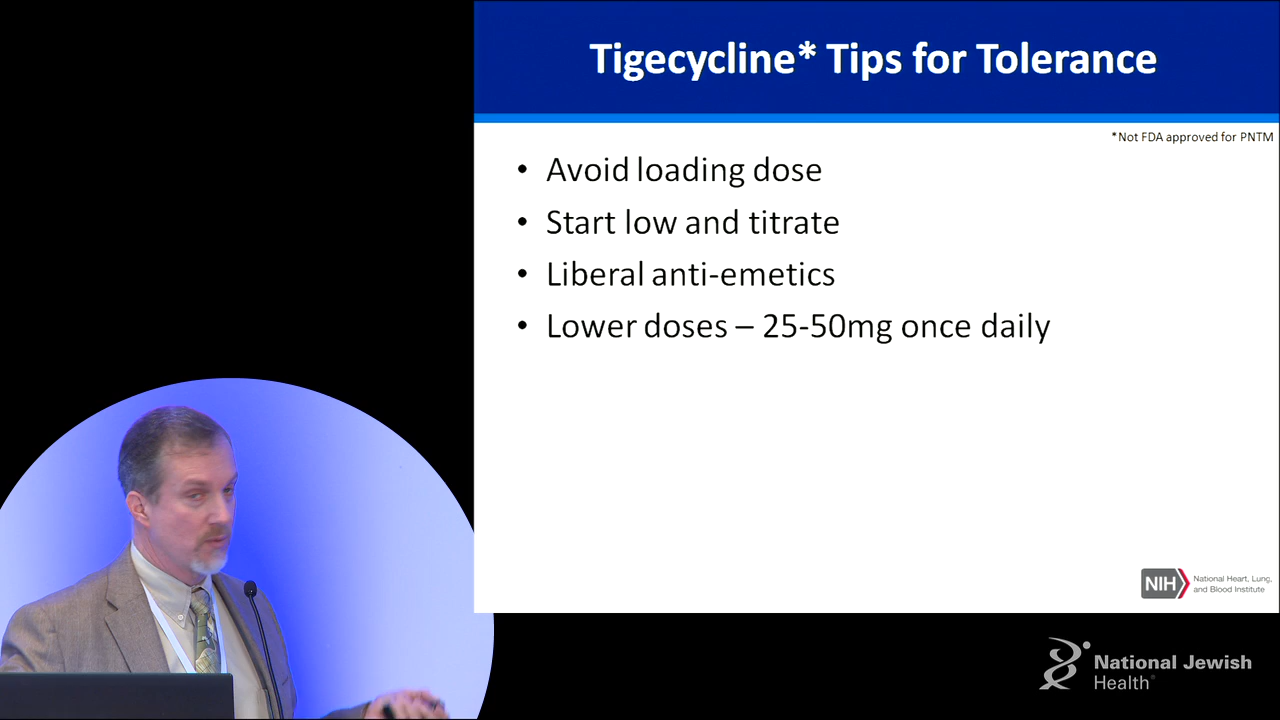 Tigecycline* Tips for Tolerance
*Not FDA approved for PNTM
• Avoid loading dose
• Start low and titrate
• Liberal anti-emetics
• Lower doses – 25-50mg once daily
NIH
National Heart, Lung,
and Blood Institute
National Jewish
Health®